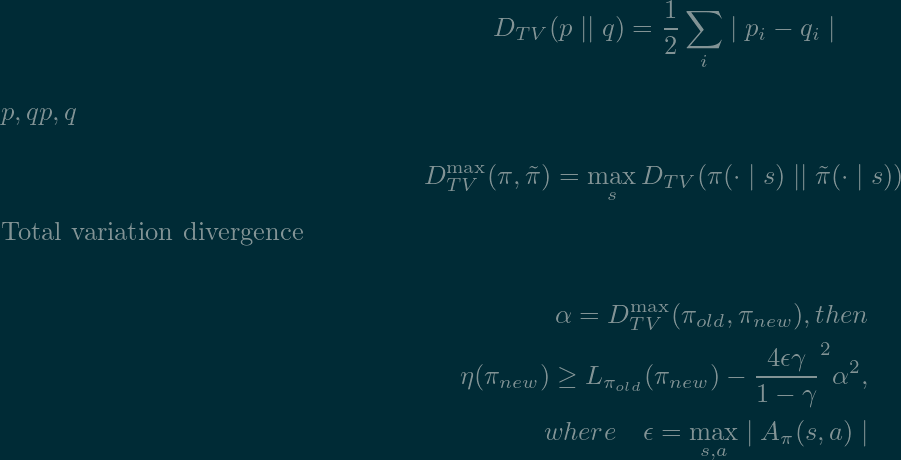 D_{TV}(p || q) = \frac{1}{2} \sum_i | p_i - q_i |
p, qp, q
D_{TV}^{\max}(\pi, \tilde{\pi}) = \max_s D_{TV}(\pi(\cdot | s) || \tilde{\pi}(\cdot | s))
Total variation divergence
\alpha = D_{TV}^{\max}(\pi_{old}, \pi_{new}), then
\eta(\pi_{new}) \geq L_{\pi_{old}}(\pi_{new}) - \frac{4\epsilon\gamma}{1 - \gamma}^2 \alpha^2,
where \epsilon = \max_{s,a} | A_\pi(s, a) |